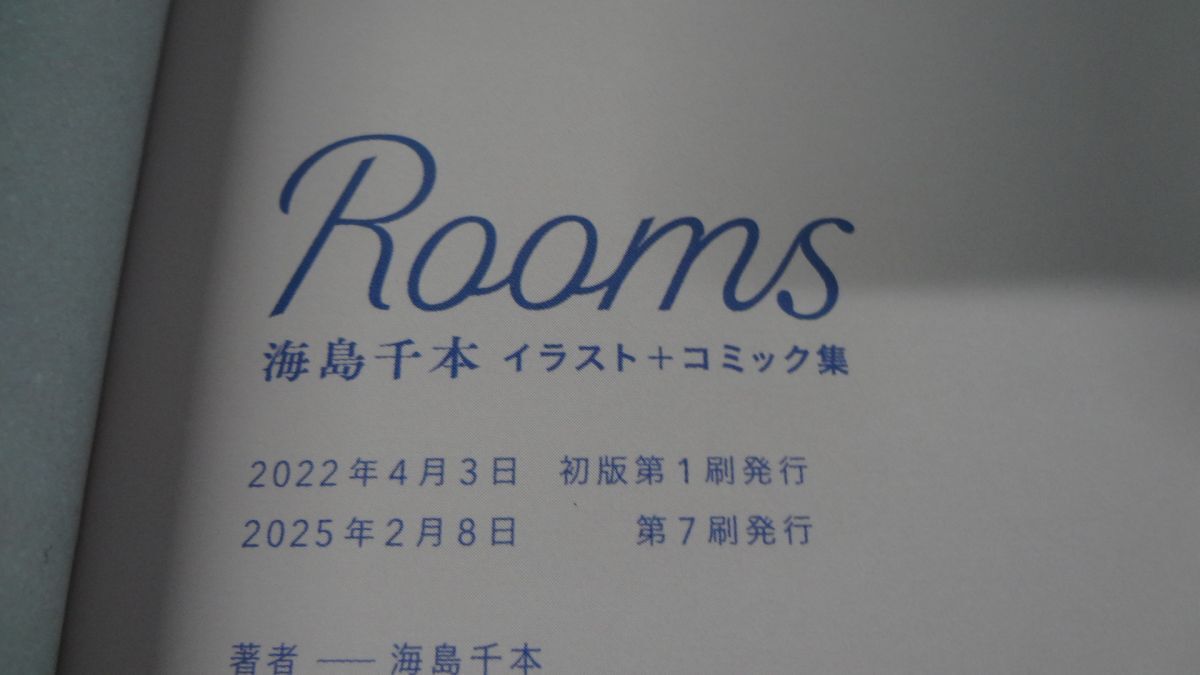 Rooms
海島千本 イラスト+コミック集
2022年4月3日 初版第1刷発行
2025年2月8日 第7刷発行
著者 ── 海島千本